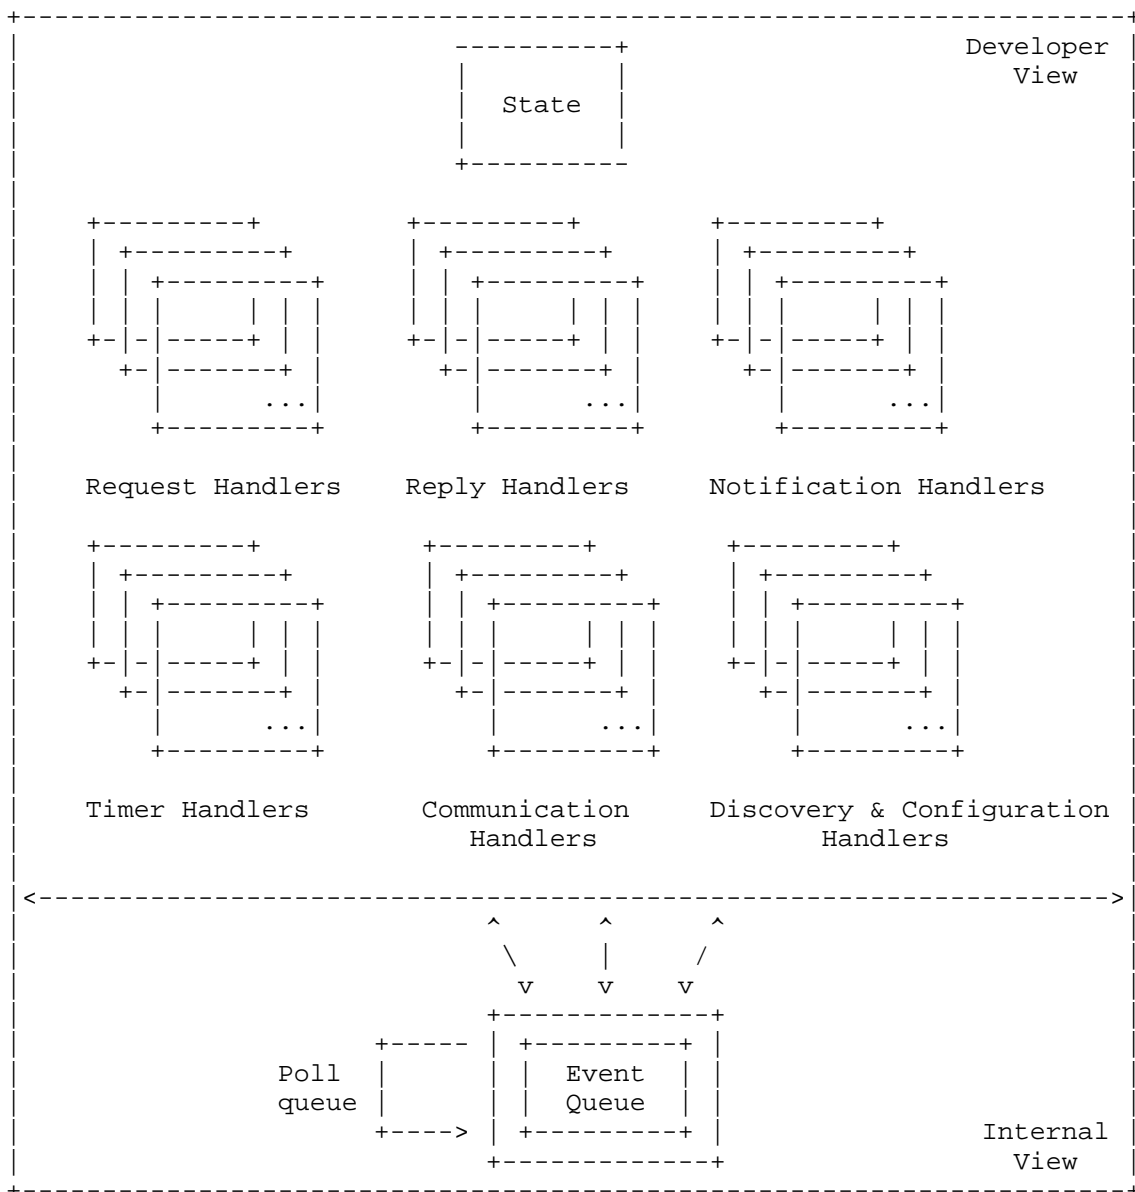 Developer
View
State
...
...
...
Request Handlers
Reply Handlers
Notification Handlers
...
...
...
Timer Handlers
Communication
Handlers
Discovery & Configuration
Handlers
Poll
queue
Event
Queue
Internal
View